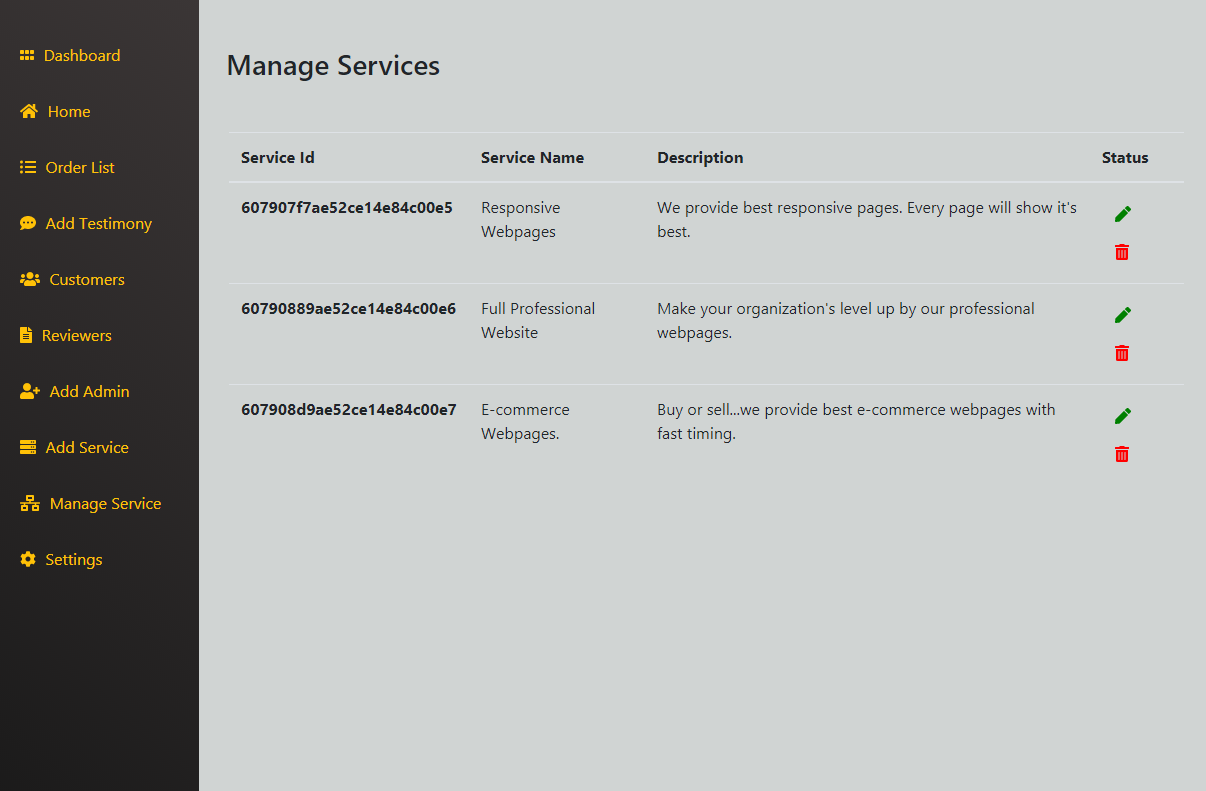 Dashboard
Home
Order List
Add Testimony
Customers
Reviewers
Add Admin
Add Service
Manage Service
Settings
Manage Services
Service Id Service Name Description Status
607907f7ae52ce14e84c00e5 Responsive We provide best responsive pages. Every page will show it's
Webpages best.
60790889ae52ce14e84c00e6 Full Professional Make your organization's level up by our professional
Website webpages.
607908d9ae52ce14e84c00e7 E-commerce Buy or sell...we provide best e-commerce webpages with
Webpages. fast timing.